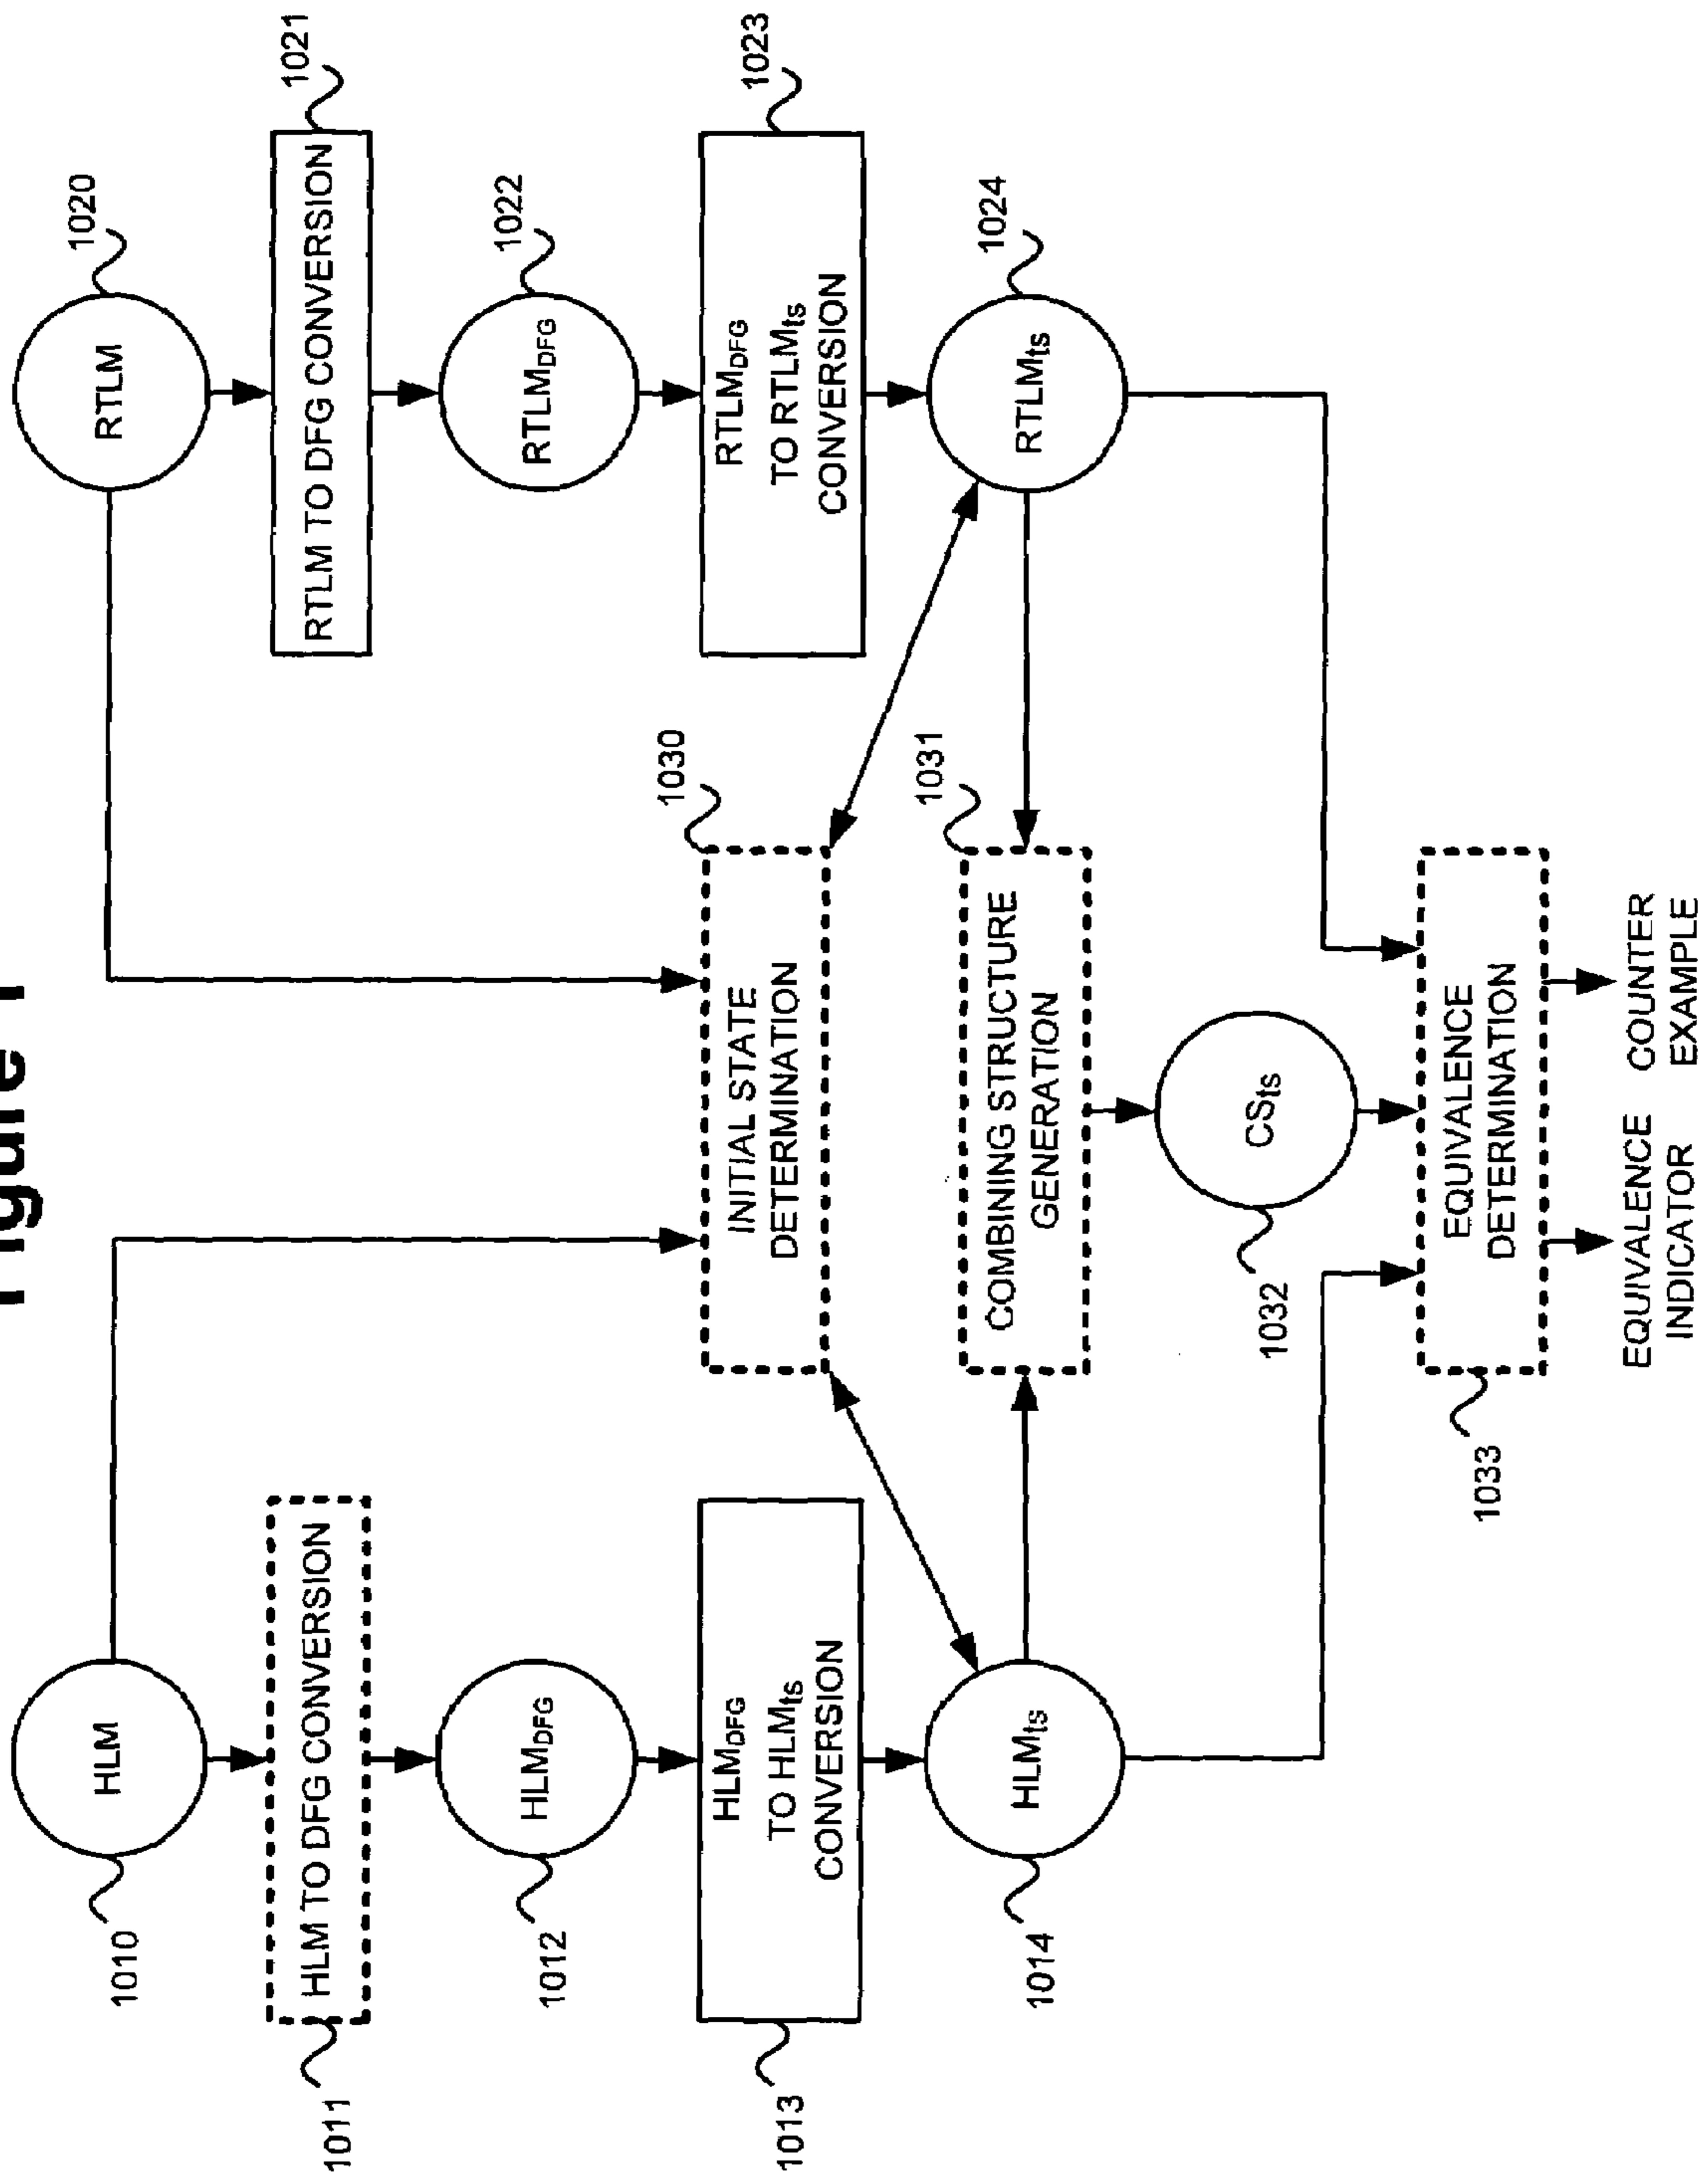 Figure 1
HLM
1010
HLM TO DFG CONVERSION
1011
HLMDFG
1012
HLMDFG
TO HLMts
CONVERSION
1013
HLMts
1014
RTLM
1020
RTLM TO DFG CONVERSION
1021
RTLMDFG
1022
RTLMDFG
TO RTLMts
CONVERSION
1023
RTLMts
1024
INITIAL STATE
DETERMINATION
1030
COMBINING STRUCTURE
GENERATION
1031
CSts
1032
EQUIVALENCE
DETERMINATION
1033
EQUIVALENCE
INDICATOR
COUNTER
EXAMPLE